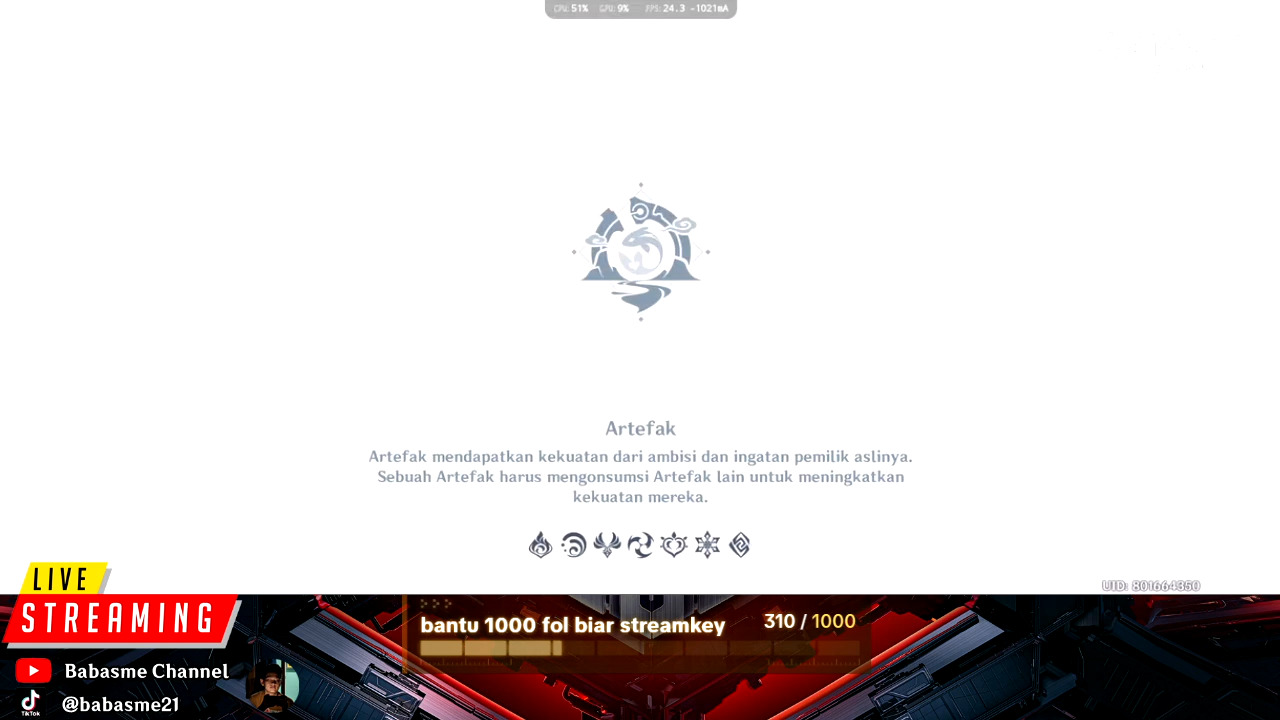 CPU: 51% GPU: 9% FPS: 24.3 -1021mA
Artefak
Artefak mendapatkan kekuatan dari ambisi dan ingatan pemilik aslinya.
Sebuah Artefak harus mengonsumsi Artefak lain untuk meningkatkan
kekuatan mereka.
UID: 801664350
LIVE
STREAMING
bantu 1000 fol biar streamkey
310 / 1000
Babasme Channel
TikTok
@babasme21